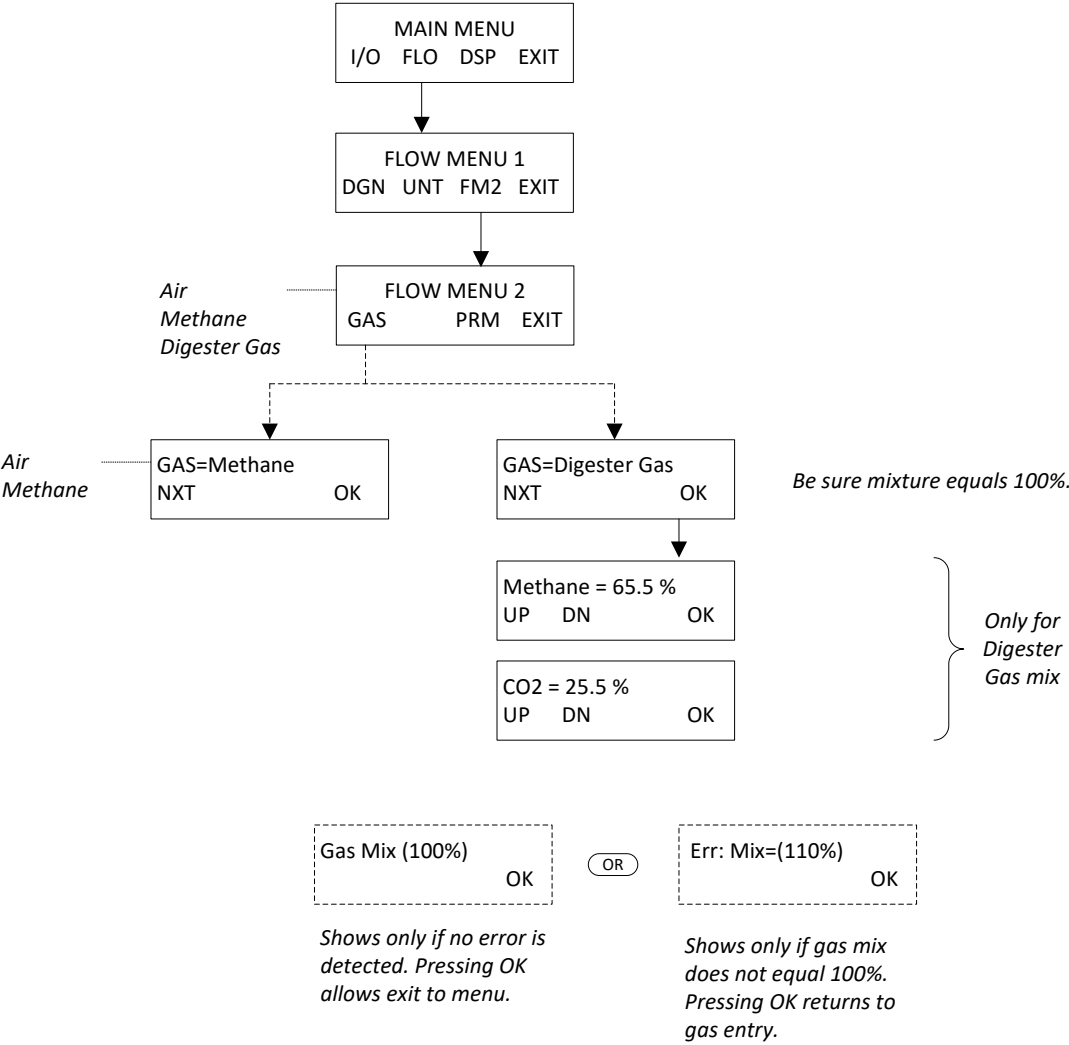 MAIN MENU
I/O FLO DSP EXIT
FLOW MENU 1
DGN UNT FM2 EXIT
Air
Methane
Digester Gas
FLOW MENU 2
GAS PRM EXIT
Air
Methane
GAS=Methane
NXT OK
GAS=Digester Gas
NXT OK
Be sure mixture equals 100%.
Methane = 65.5 %
UP DN OK
CO2 = 25.5 %
UP DN OK
Only for
Digester
Gas mix
Gas Mix (100%)
OK
OR
Err: Mix=(110%)
OK
Shows only if no error is
detected. Pressing OK
allows exit to menu.
Shows only if gas mix
does not equal 100%.
Pressing OK returns to
gas entry.